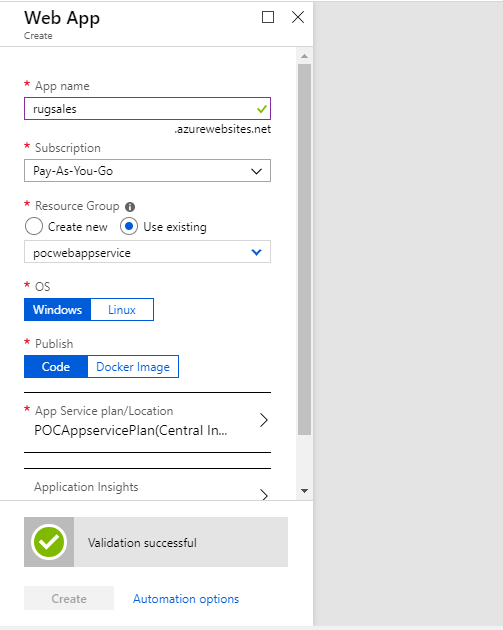 Web App
Create
* App name
rugsales
.azurewebsites.net
* Subscription
Pay-As-You-Go
* Resource Group
Create new Use existing
pocwebappservice
* OS
Windows Linux
* Publish
Code Docker Image
* App Service plan/Location
POCAppservicePlan(Central In...
Application Insights
Validation successful
Create Automation options